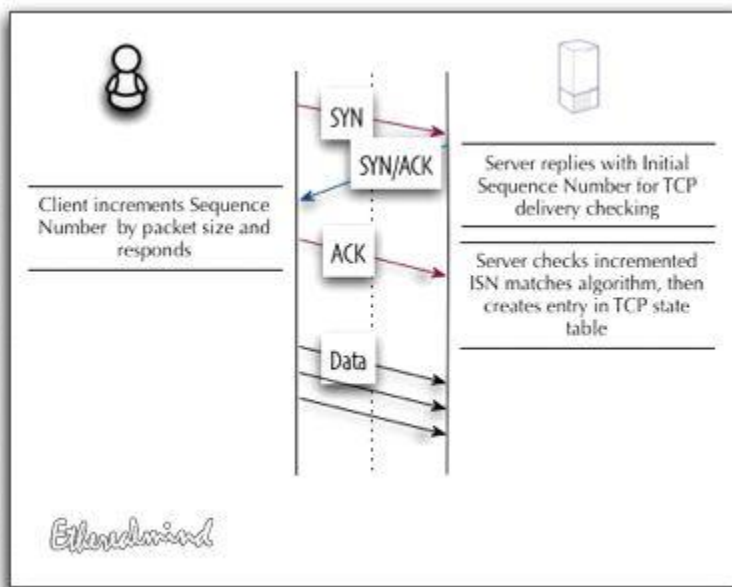 SYN
SYN/ACK
Server replies with Initial
Sequence Number for TCP
delivery checking
Client increments Sequence
Number by packet size and
responds
ACK
Server checks incremented
ISN matches algorithm, then
creates entry in TCP state
table
Data
Etherealmind